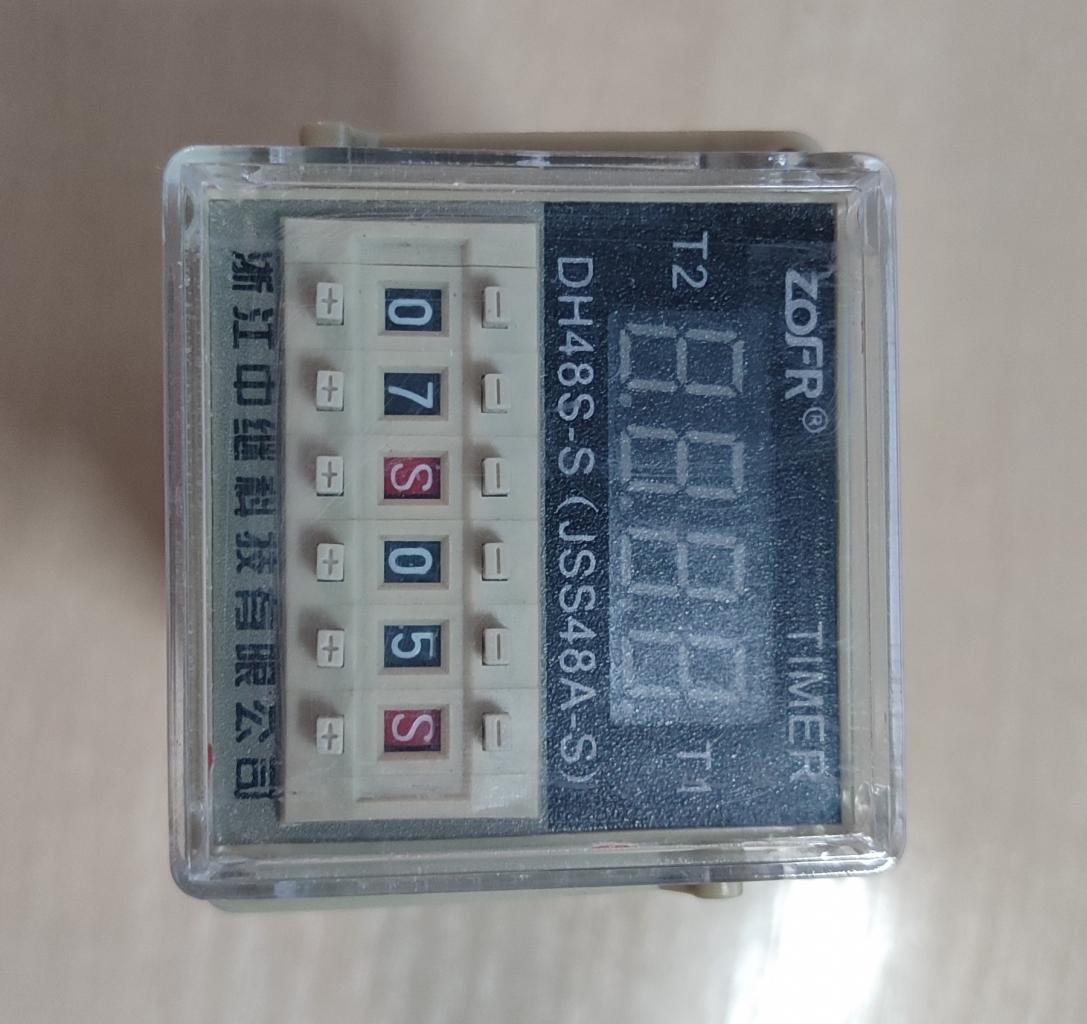 ZOFR® TIMER
T2 T1
DH48S-S(JSS48A-S)
- - - - - -
0 7 S 0 5 S
+ + + + + +
浙江中继科技有限公司